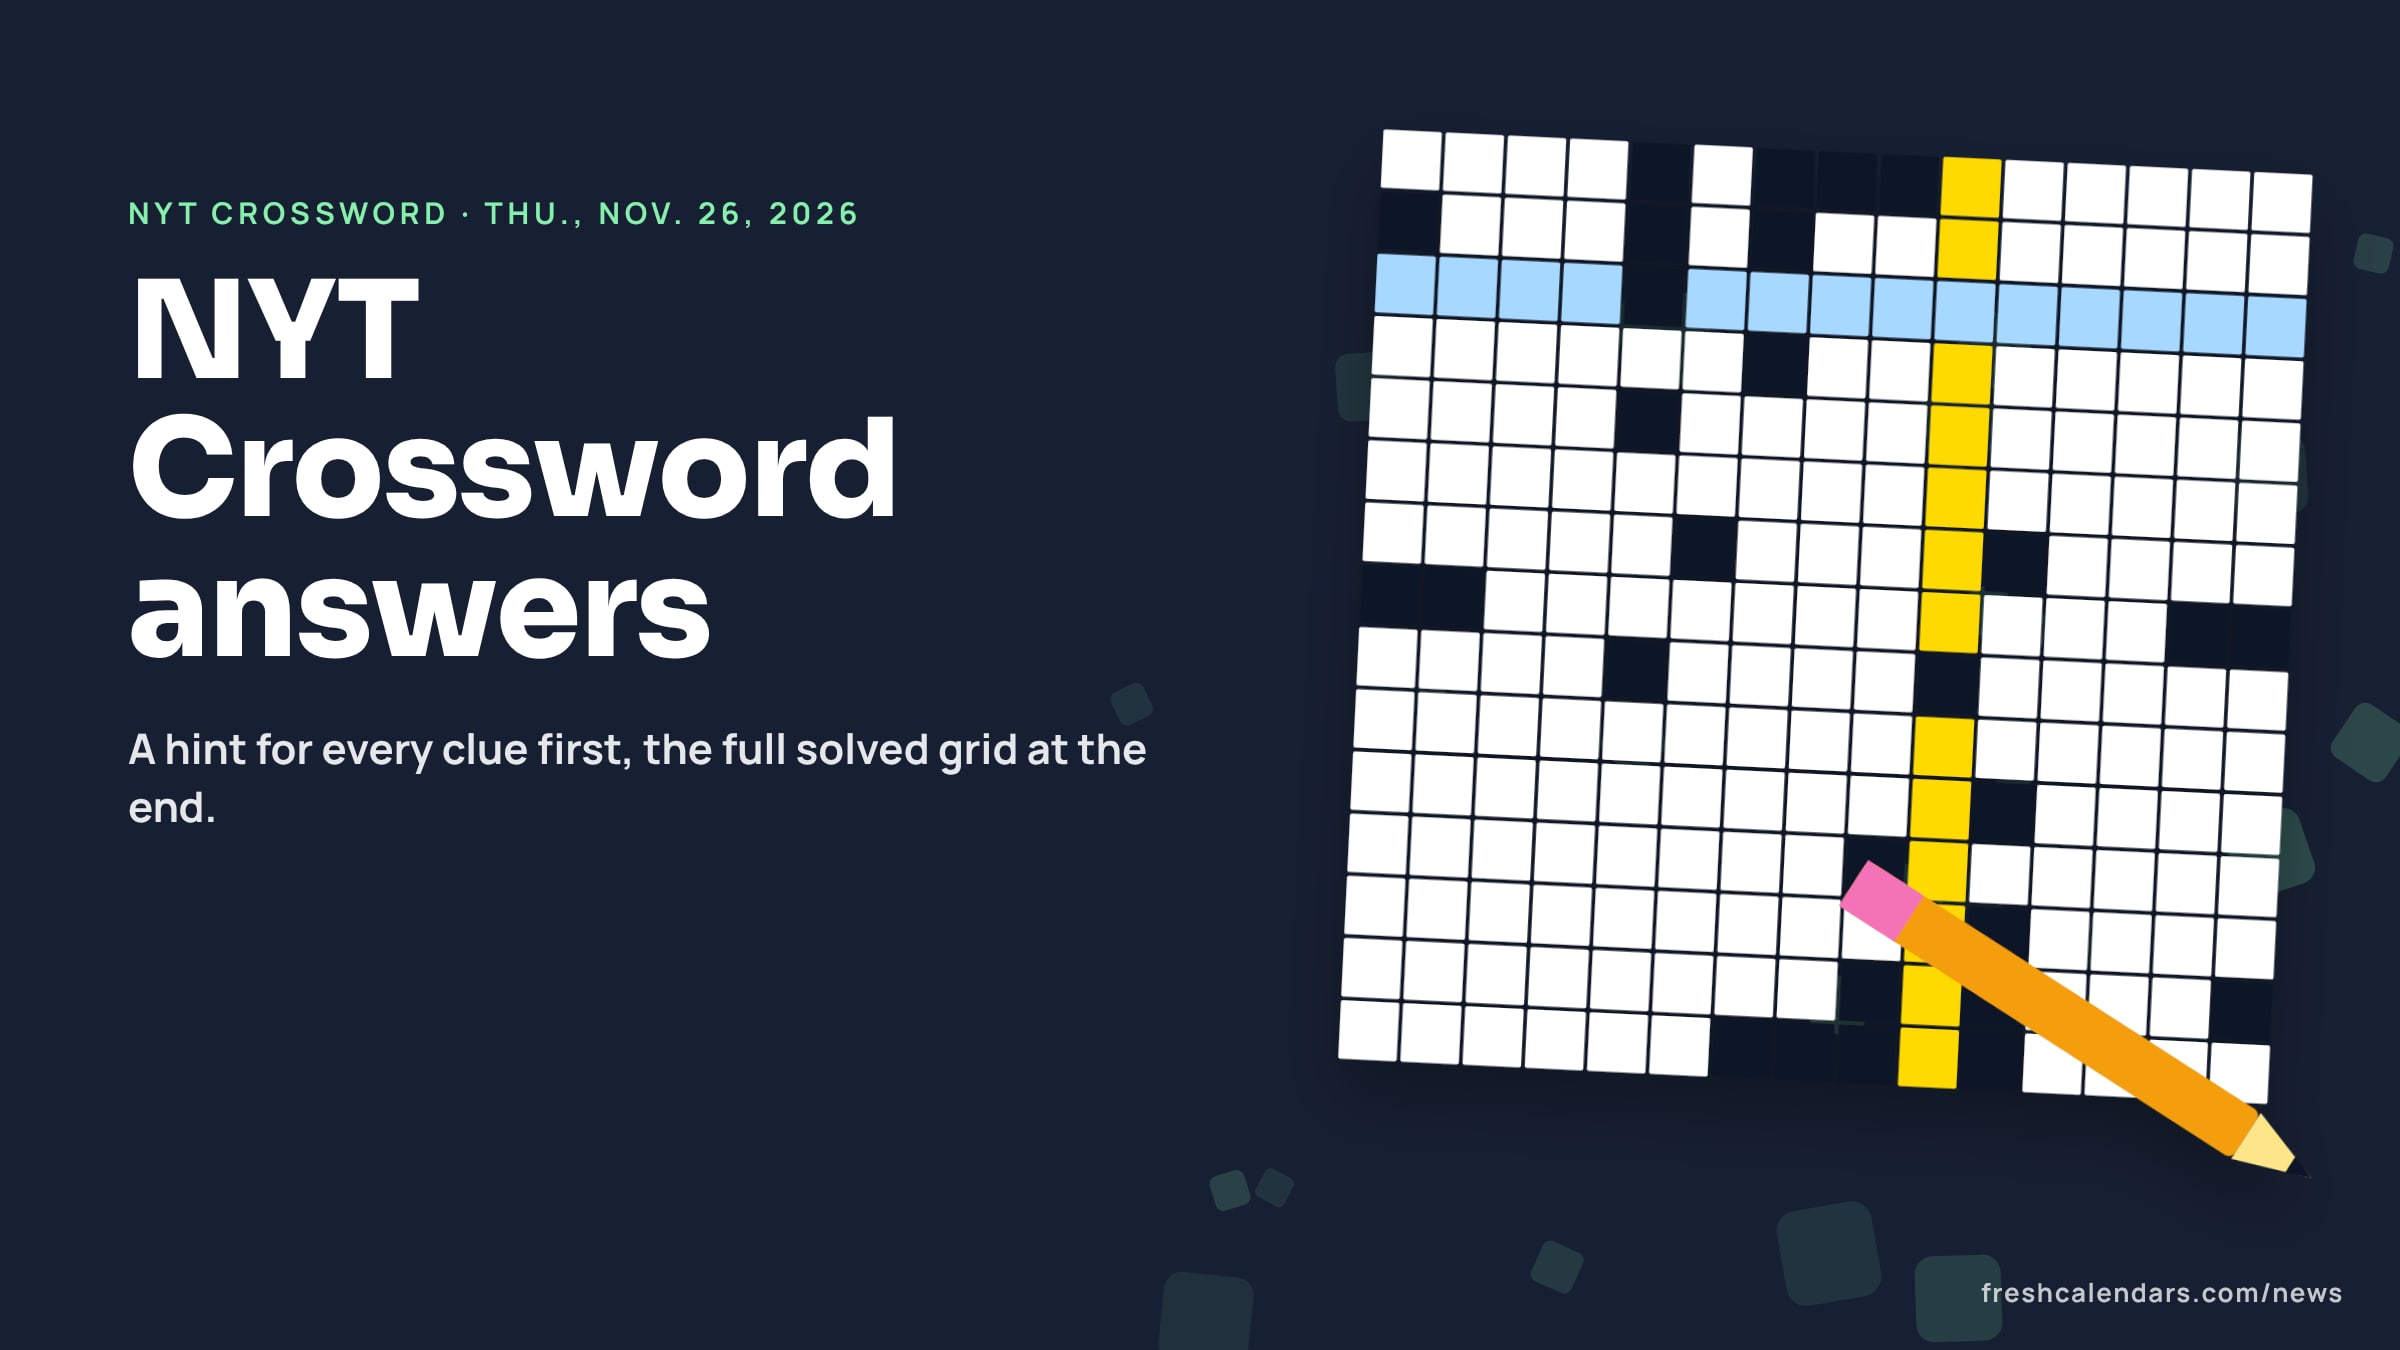 NYT CROSSWORD · THU., NOV. 26, 2026
NYT
Crossword
answers
A hint for every clue first, the full solved grid at the
end.
freshcalendars.com/news